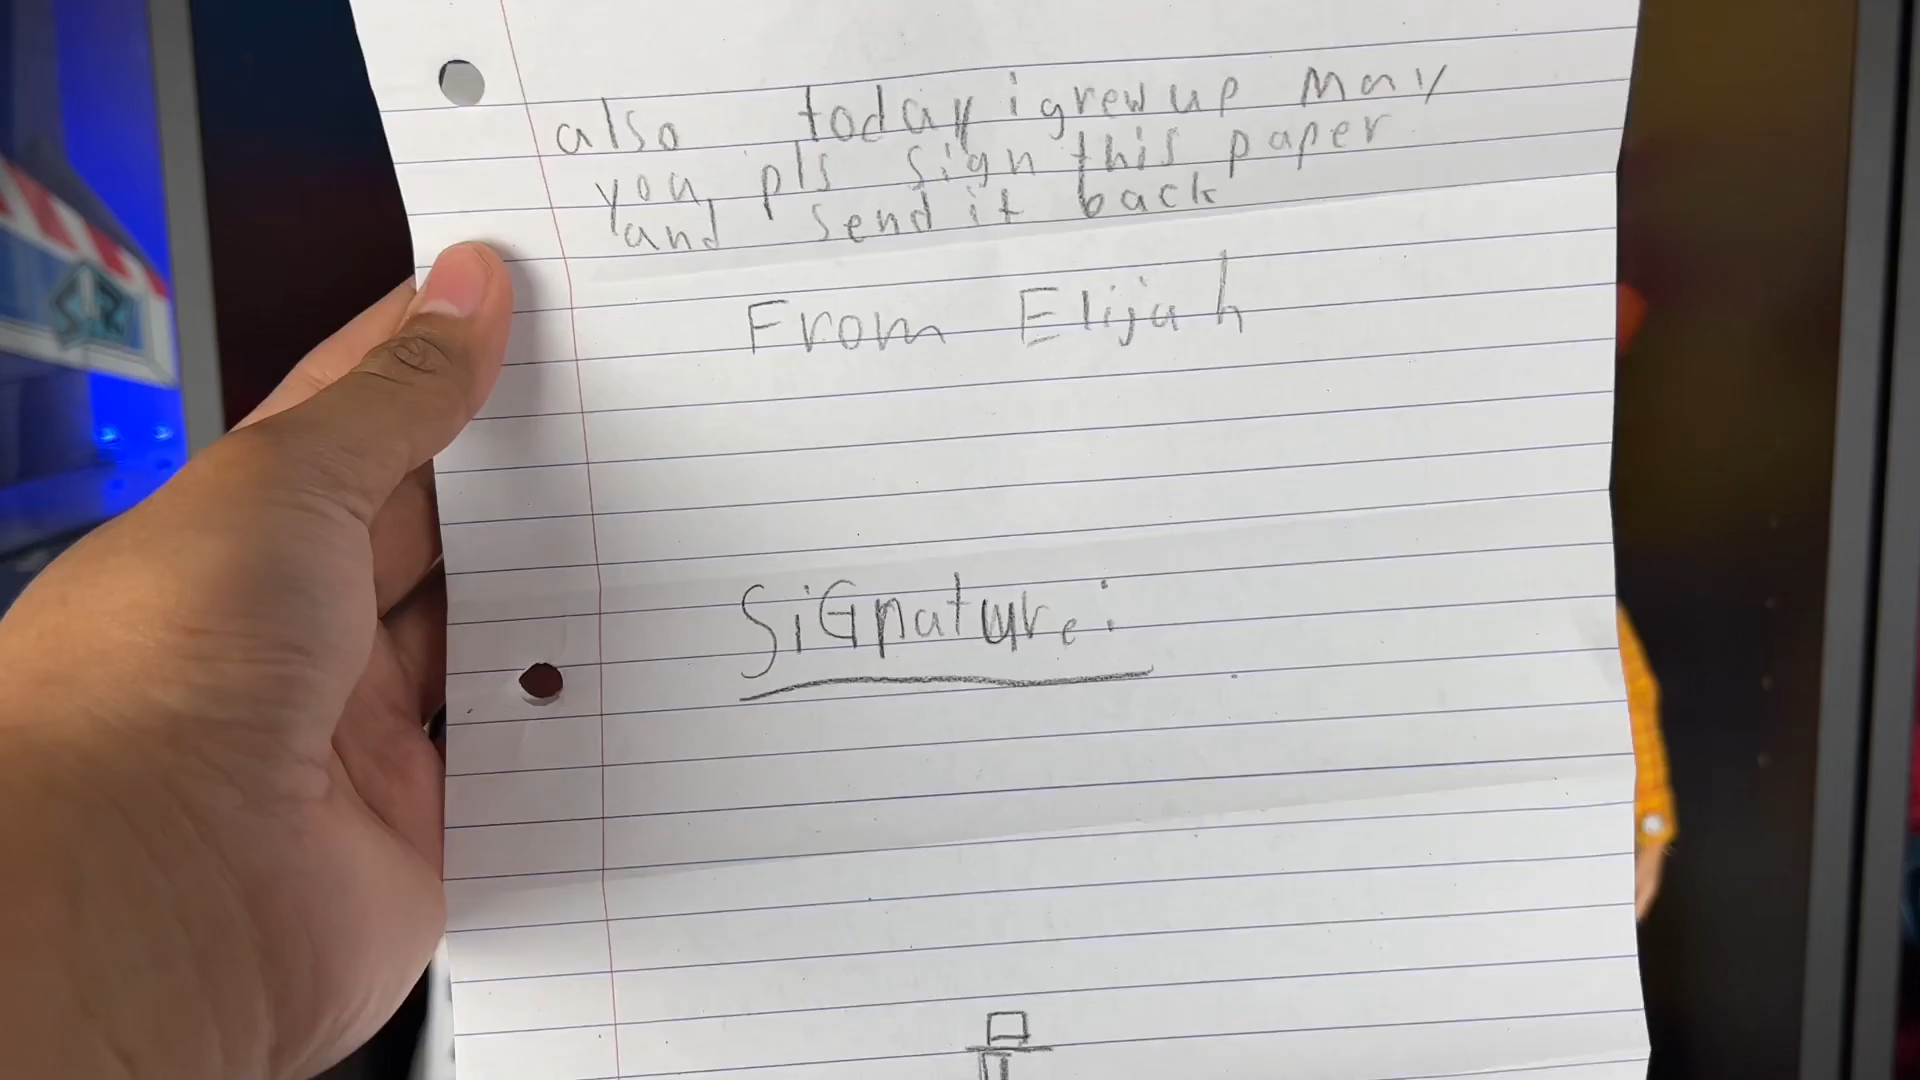 also today i grew up May
you, pls sign this paper
and send it back
From Elijah
SiGnature: